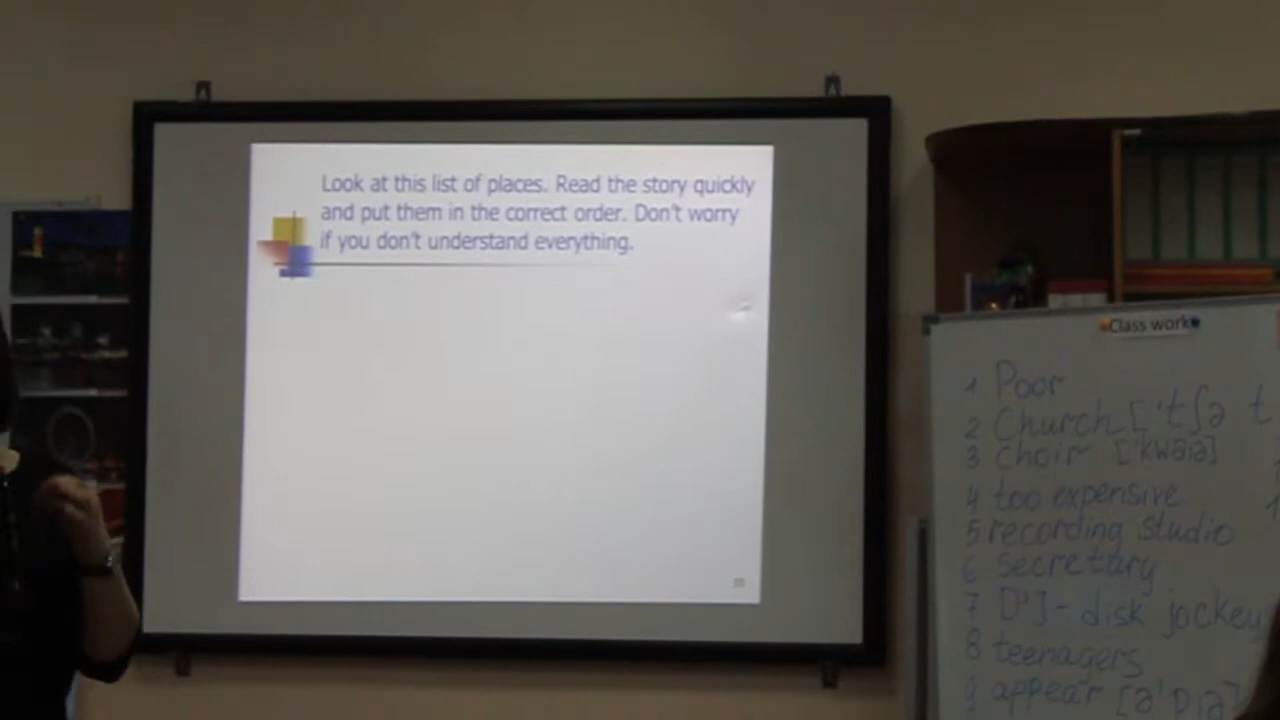 Look at this list of places. Read the story quickly
and put them in the correct order. Don't worry
if you don't understand everything.
Class work
1 Poor
2 Church ['tʃə t
3 choir ['kwaiə]
4 too expensive
5 recording studio
6 secretary
7 D'J - disk jockey
8 teenagers
9 appear [ə'pıə]